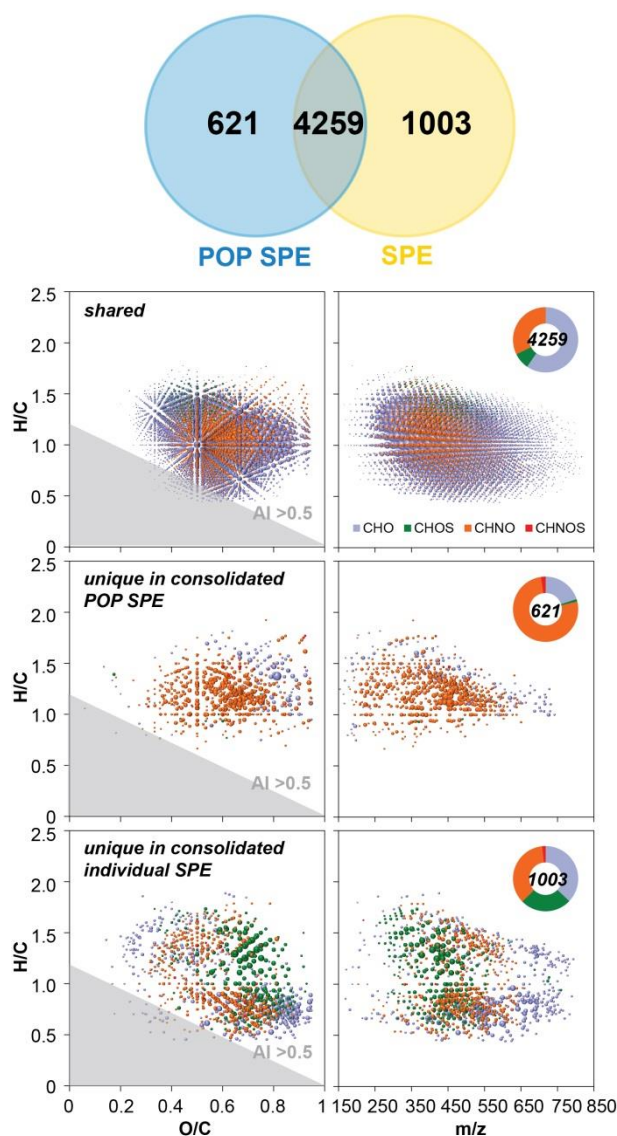 621 4259 1003
POP SPE SPE
2.5 shared 4259
2.0
1.5
H/C
1.0
0.5 AI >0.5 CHO CHOS CHNO CHNOS
0
2.5 unique in consolidated
POP SPE 621
2.0
1.5
H/C
1.0
0.5 AI >0.5
0
2.5 unique in consolidated
individual SPE 1003
2.0
1.5
H/C
1.0
0.5 AI >0.5
0
0 0.2 0.4 0.6 0.8 1 150 250 350 450 550 650 750 850
O/C m/z